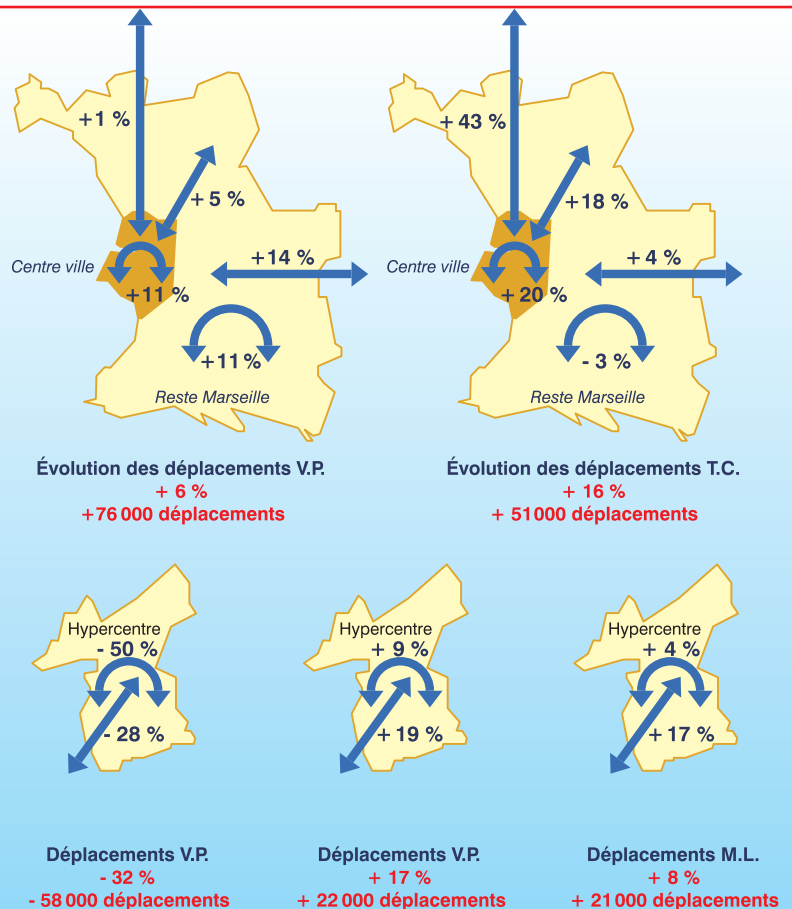 +1 %
+ 5 %
Centre ville
+14 %
+11 %
+11 %
Reste Marseille
Évolution des déplacements V.P.
+ 6 %
+76 000 déplacements
+ 43 %
+18 %
Centre ville
+ 4 %
+ 20 %
- 3 %
Reste Marseille
Évolution des déplacements T.C.
+ 16 %
+ 51000 déplacements
Hypercentre
- 50 %
- 28 %
Déplacements V.P.
- 32 %
- 58 000 déplacements
Hypercentre
+ 9 %
+ 19 %
Déplacements V.P.
+ 17 %
+ 22 000 déplacements
Hypercentre
+ 4 %
+ 17 %
Déplacements M.L.
+ 8 %
+ 21 000 déplacements